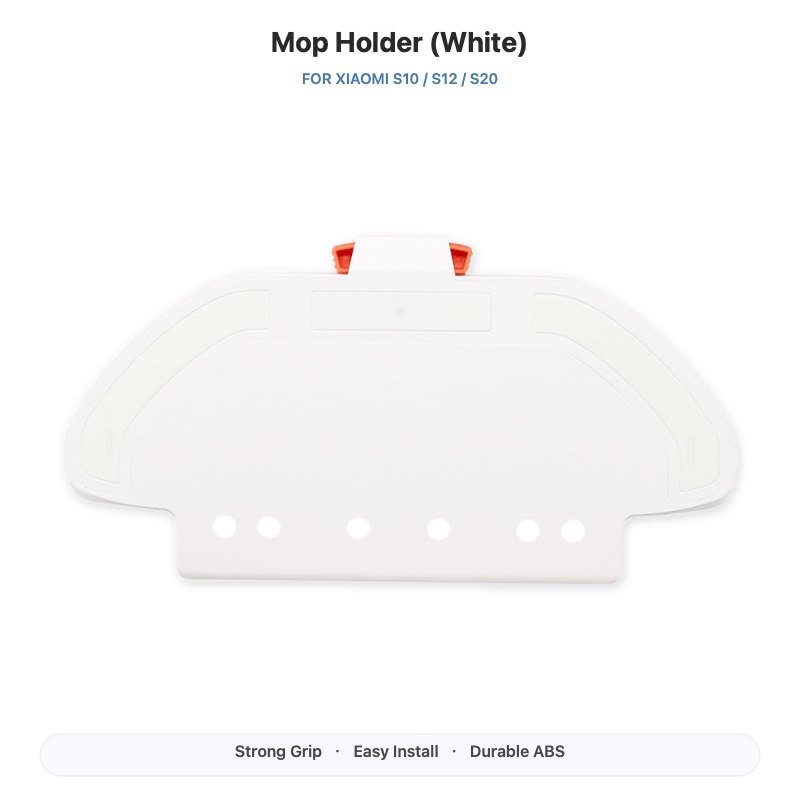 Mop Holder (White)
FOR XIAOMI S10 / S12 / S20
Strong Grip · Easy Install · Durable ABS